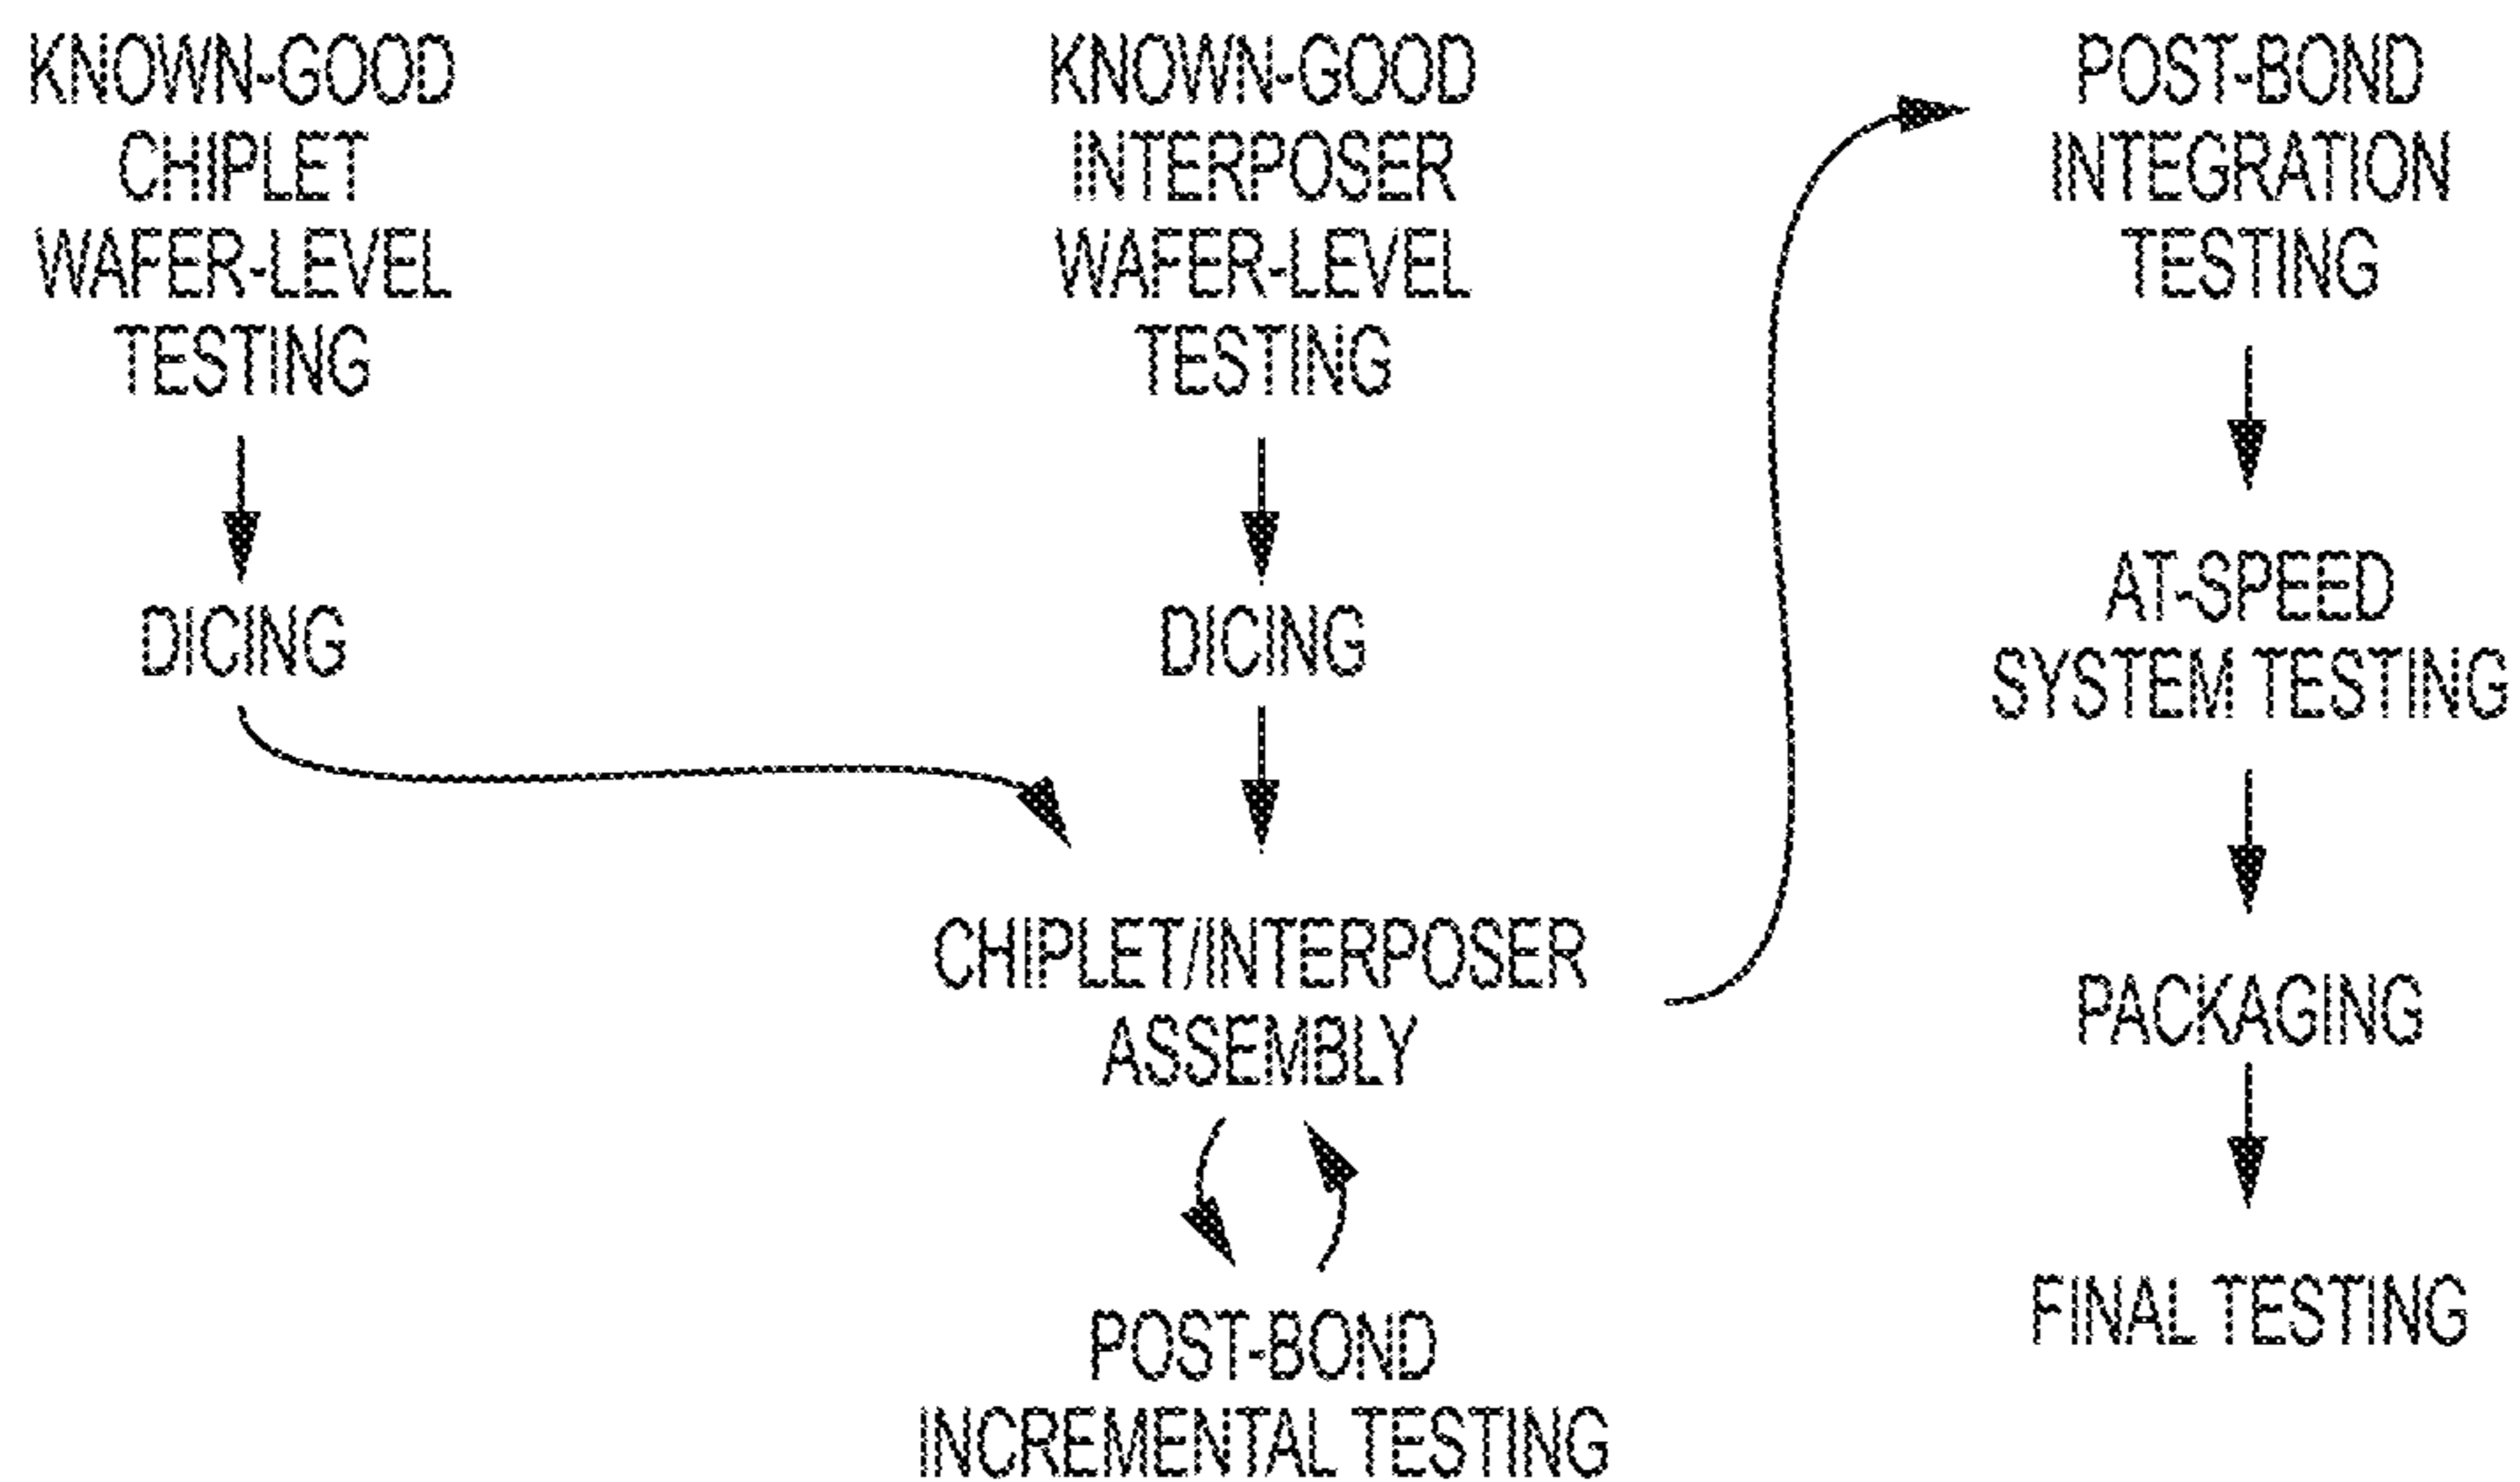 KNOWN-GOOD
CHIPLET
WAFER-LEVEL
TESTING
DICING
KNOWN-GOOD
INTERPOSER
WAFER-LEVEL
TESTING
DICING
CHIPLET/INTERPOSER
ASSEMBLY
POST-BOND
INCREMENTAL TESTING
POST-BOND
INTEGRATION
TESTING
AT-SPEED
SYSTEM TESTING
PACKAGING
FINAL TESTING